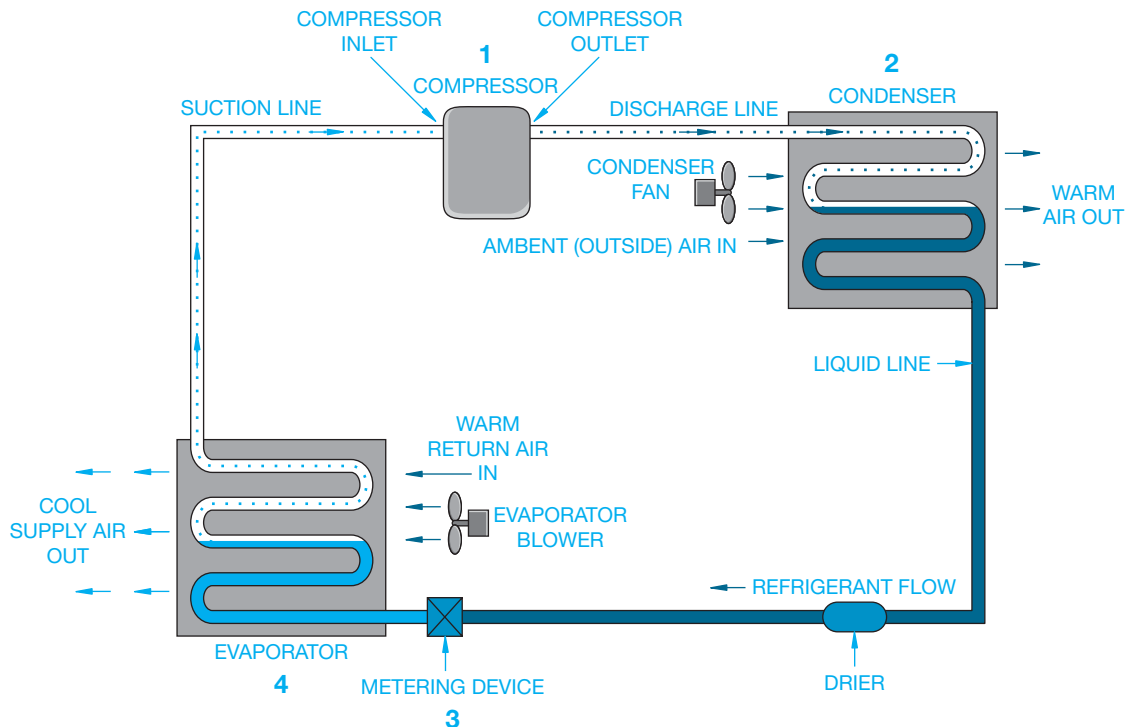 COMPRESSOR
INLET
COMPRESSOR
OUTLET
1
COMPRESSOR
2
CONDENSER
SUCTION LINE
DISCHARGE LINE
CONDENSER
FAN
WARM
AIR OUT
AMBENT (OUTSIDE) AIR IN
LIQUID LINE
WARM
RETURN AIR
IN
COOL
SUPPLY AIR
OUT
EVAPORATOR
BLOWER
REFRIGERANT FLOW
EVAPORATOR
4
METERING DEVICE
3
DRIER